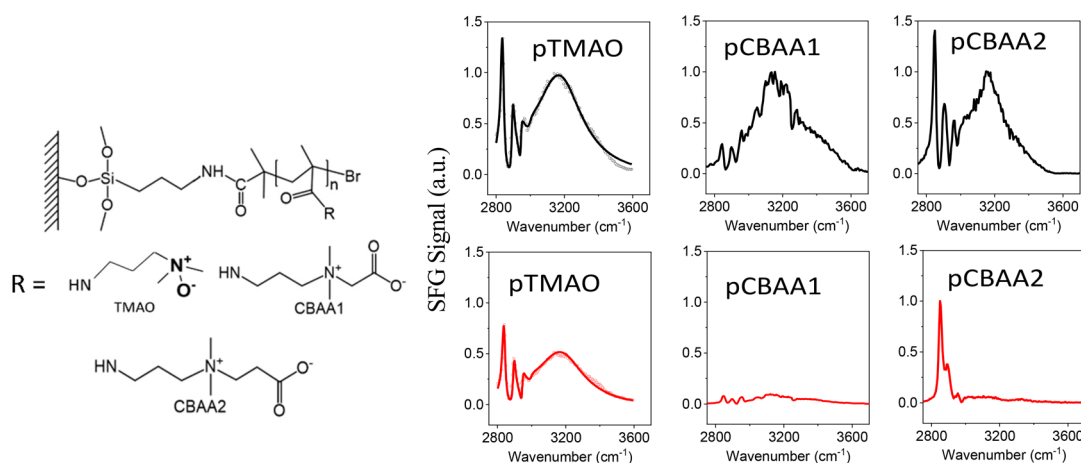 O
O
Si
O
O
NH
O
n
Br
O
R
R =
HN
N+
O-
TMAO
HN
N+
O
O-
CBAA1
HN
N+
O-
O
CBAA2
SFG Signal (a.u.)
pTMAO
1.5
1.0
0.5
0.0
2800 3200 3600
Wavenumber (cm-1)
pCBAA1
1.5
1.0
0.5
0.0
2800 3200 3600
Wavenumber (cm-1)
pCBAA2
1.5
1.0
0.5
0.0
2800 3200 3600
Wavenumber (cm-1)
pTMAO
1.5
1.0
0.5
0.0
2800 3200 3600
Wavenumber (cm-1)
pCBAA1
1.5
1.0
0.5
0.0
2800 3200 3600
Wavenumber (cm-1)
pCBAA2
1.5
1.0
0.5
0.0
2800 3200 3600
Wavenumber (cm-1)